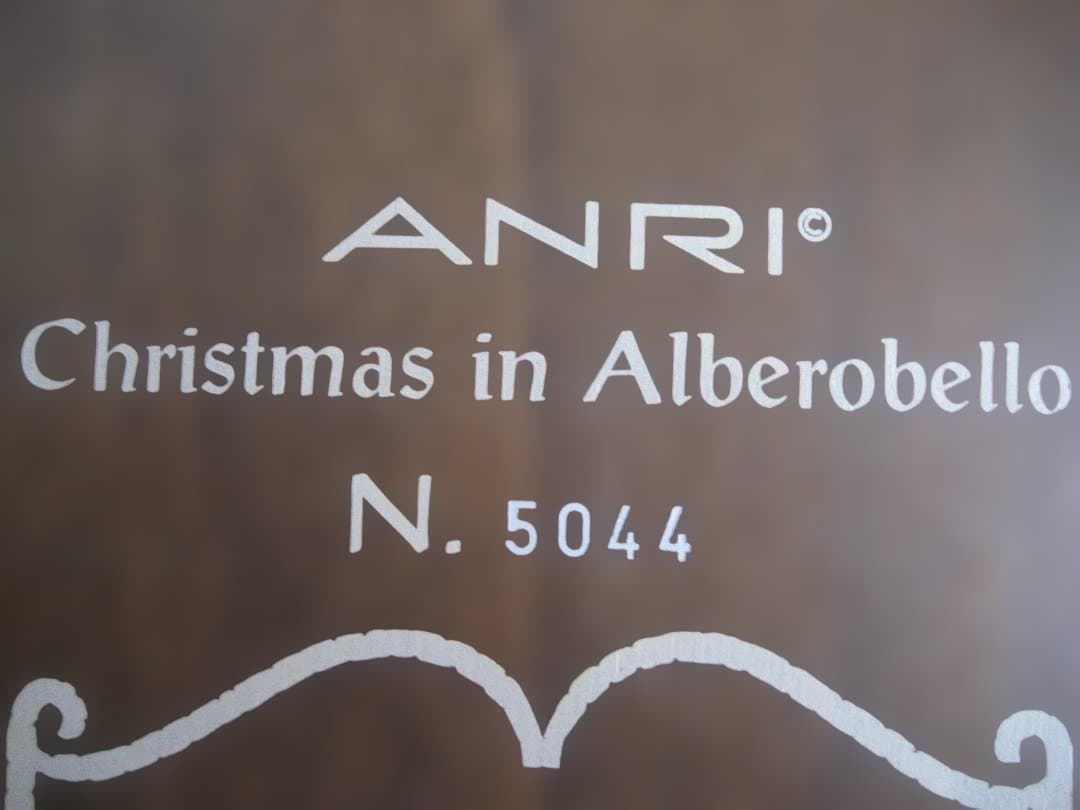 ANRI©
Christmas in Alberobello
N. 5044